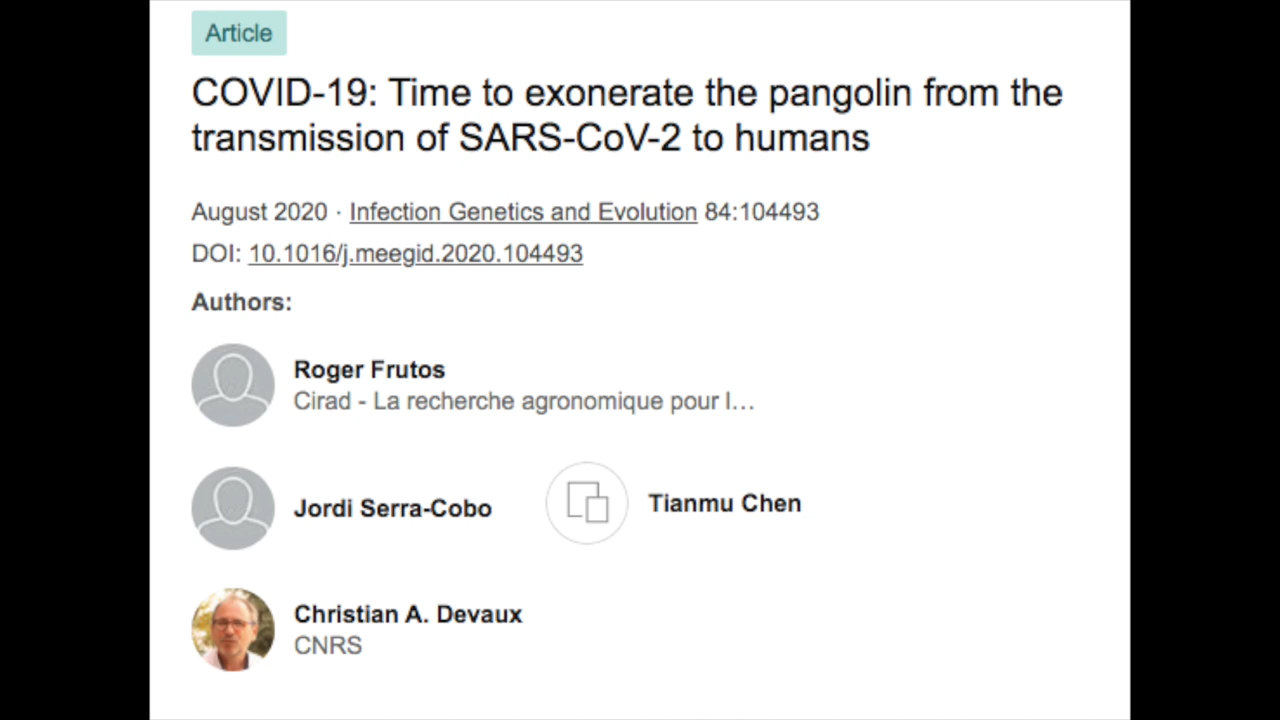 Article
COVID-19: Time to exonerate the pangolin from the
transmission of SARS-CoV-2 to humans
August 2020 · Infection Genetics and Evolution 84:104493
DOI: 10.1016/j.meegid.2020.104493
Authors:
Roger Frutos
Cirad - La recherche agronomique pour l…
Jordi Serra-Cobo
Tianmu Chen
Christian A. Devaux
CNRS